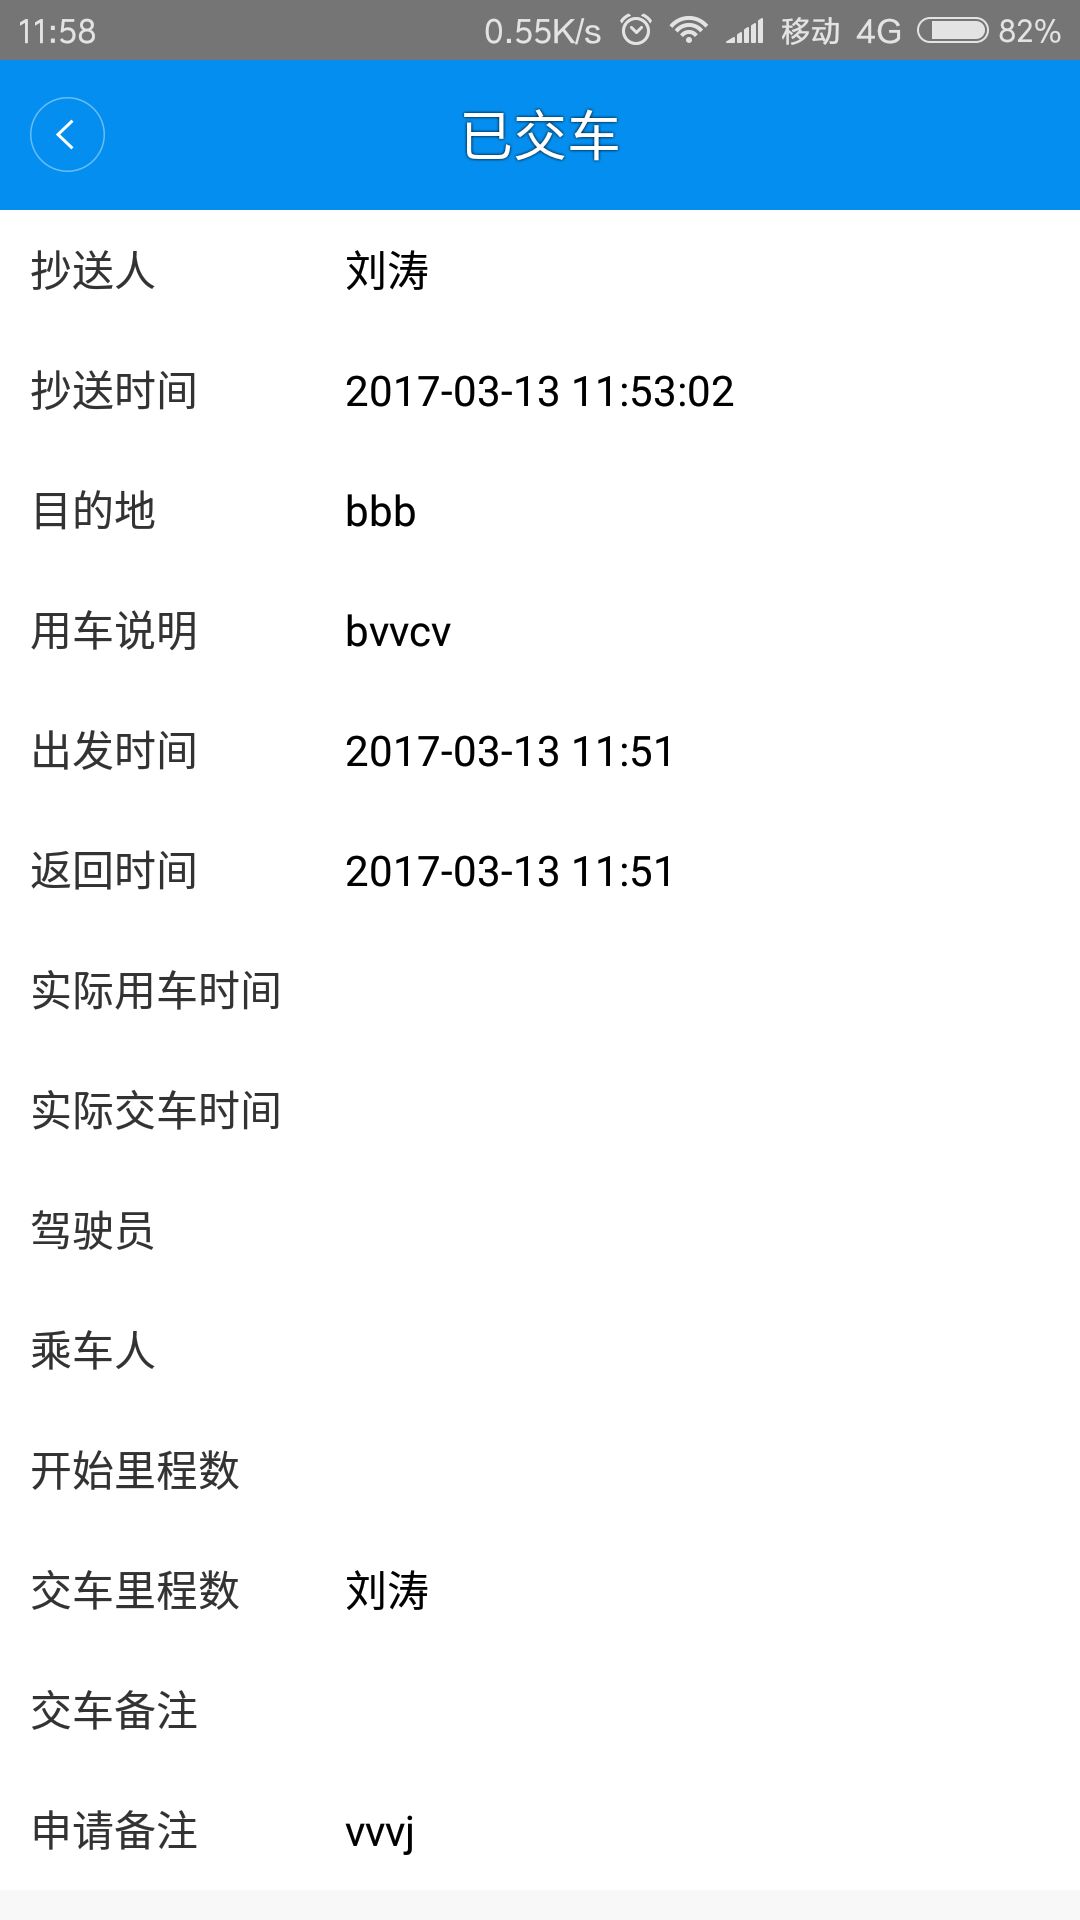 11:58 0.55K/s 移动 4G 82%
已交车
抄送人 刘涛
抄送时间 2017-03-13 11:53:02
目的地 bbb
用车说明 bvvcv
出发时间 2017-03-13 11:51
返回时间 2017-03-13 11:51
实际用车时间
实际交车时间
驾驶员
乘车人
开始里程数
交车里程数 刘涛
交车备注
申请备注 vvvj